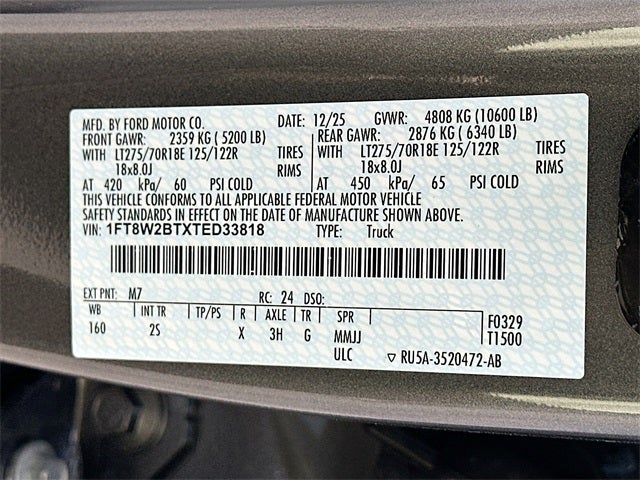 MFD. BY FORD MOTOR CO. 12/25 GVWR: 4808 KG (10600 LB)
FRONT GAWR: 2359 KG ( 5200 LB) REAR GAWR: 2876 KG ( 6340 LB)
WITH LT275/70R18E 125/122R TIRES WITH LT275/70R18E 125/122R TIRES
18x8.0J RIMS 18x8.0J RIMS
AT 420 kPa/ 60 PSI COLD AT 450 kPa/ 65 PSI COLD
THIS VEHICLE CONFORMS TO ALL APPLICABLE FEDERAL MOTOR VEHICLE
SAFETY STANDARDS IN EFFECT ON THE DATE OF MANUFACTURE SHOWN ABOVE.
VIN: 1FT8W2BTXTED33818 TYPE: Truck
EXT PNT: M7 RC: 24 DSO:
WB INT TR TP/PS R AXLE TR SPR F0329
160 2S X 3H G MMJJ T1500
ULC ▽ RU5A-3520472-AB